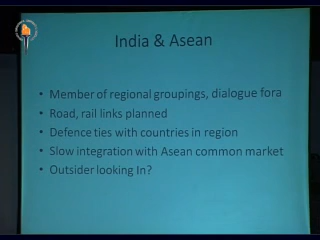 India & Asean
• Member of regional groupings, dialogue fora
• Road, rail links planned
• Defence ties with countries in region
• Slow integration with Asean common market
• Outsider looking In?